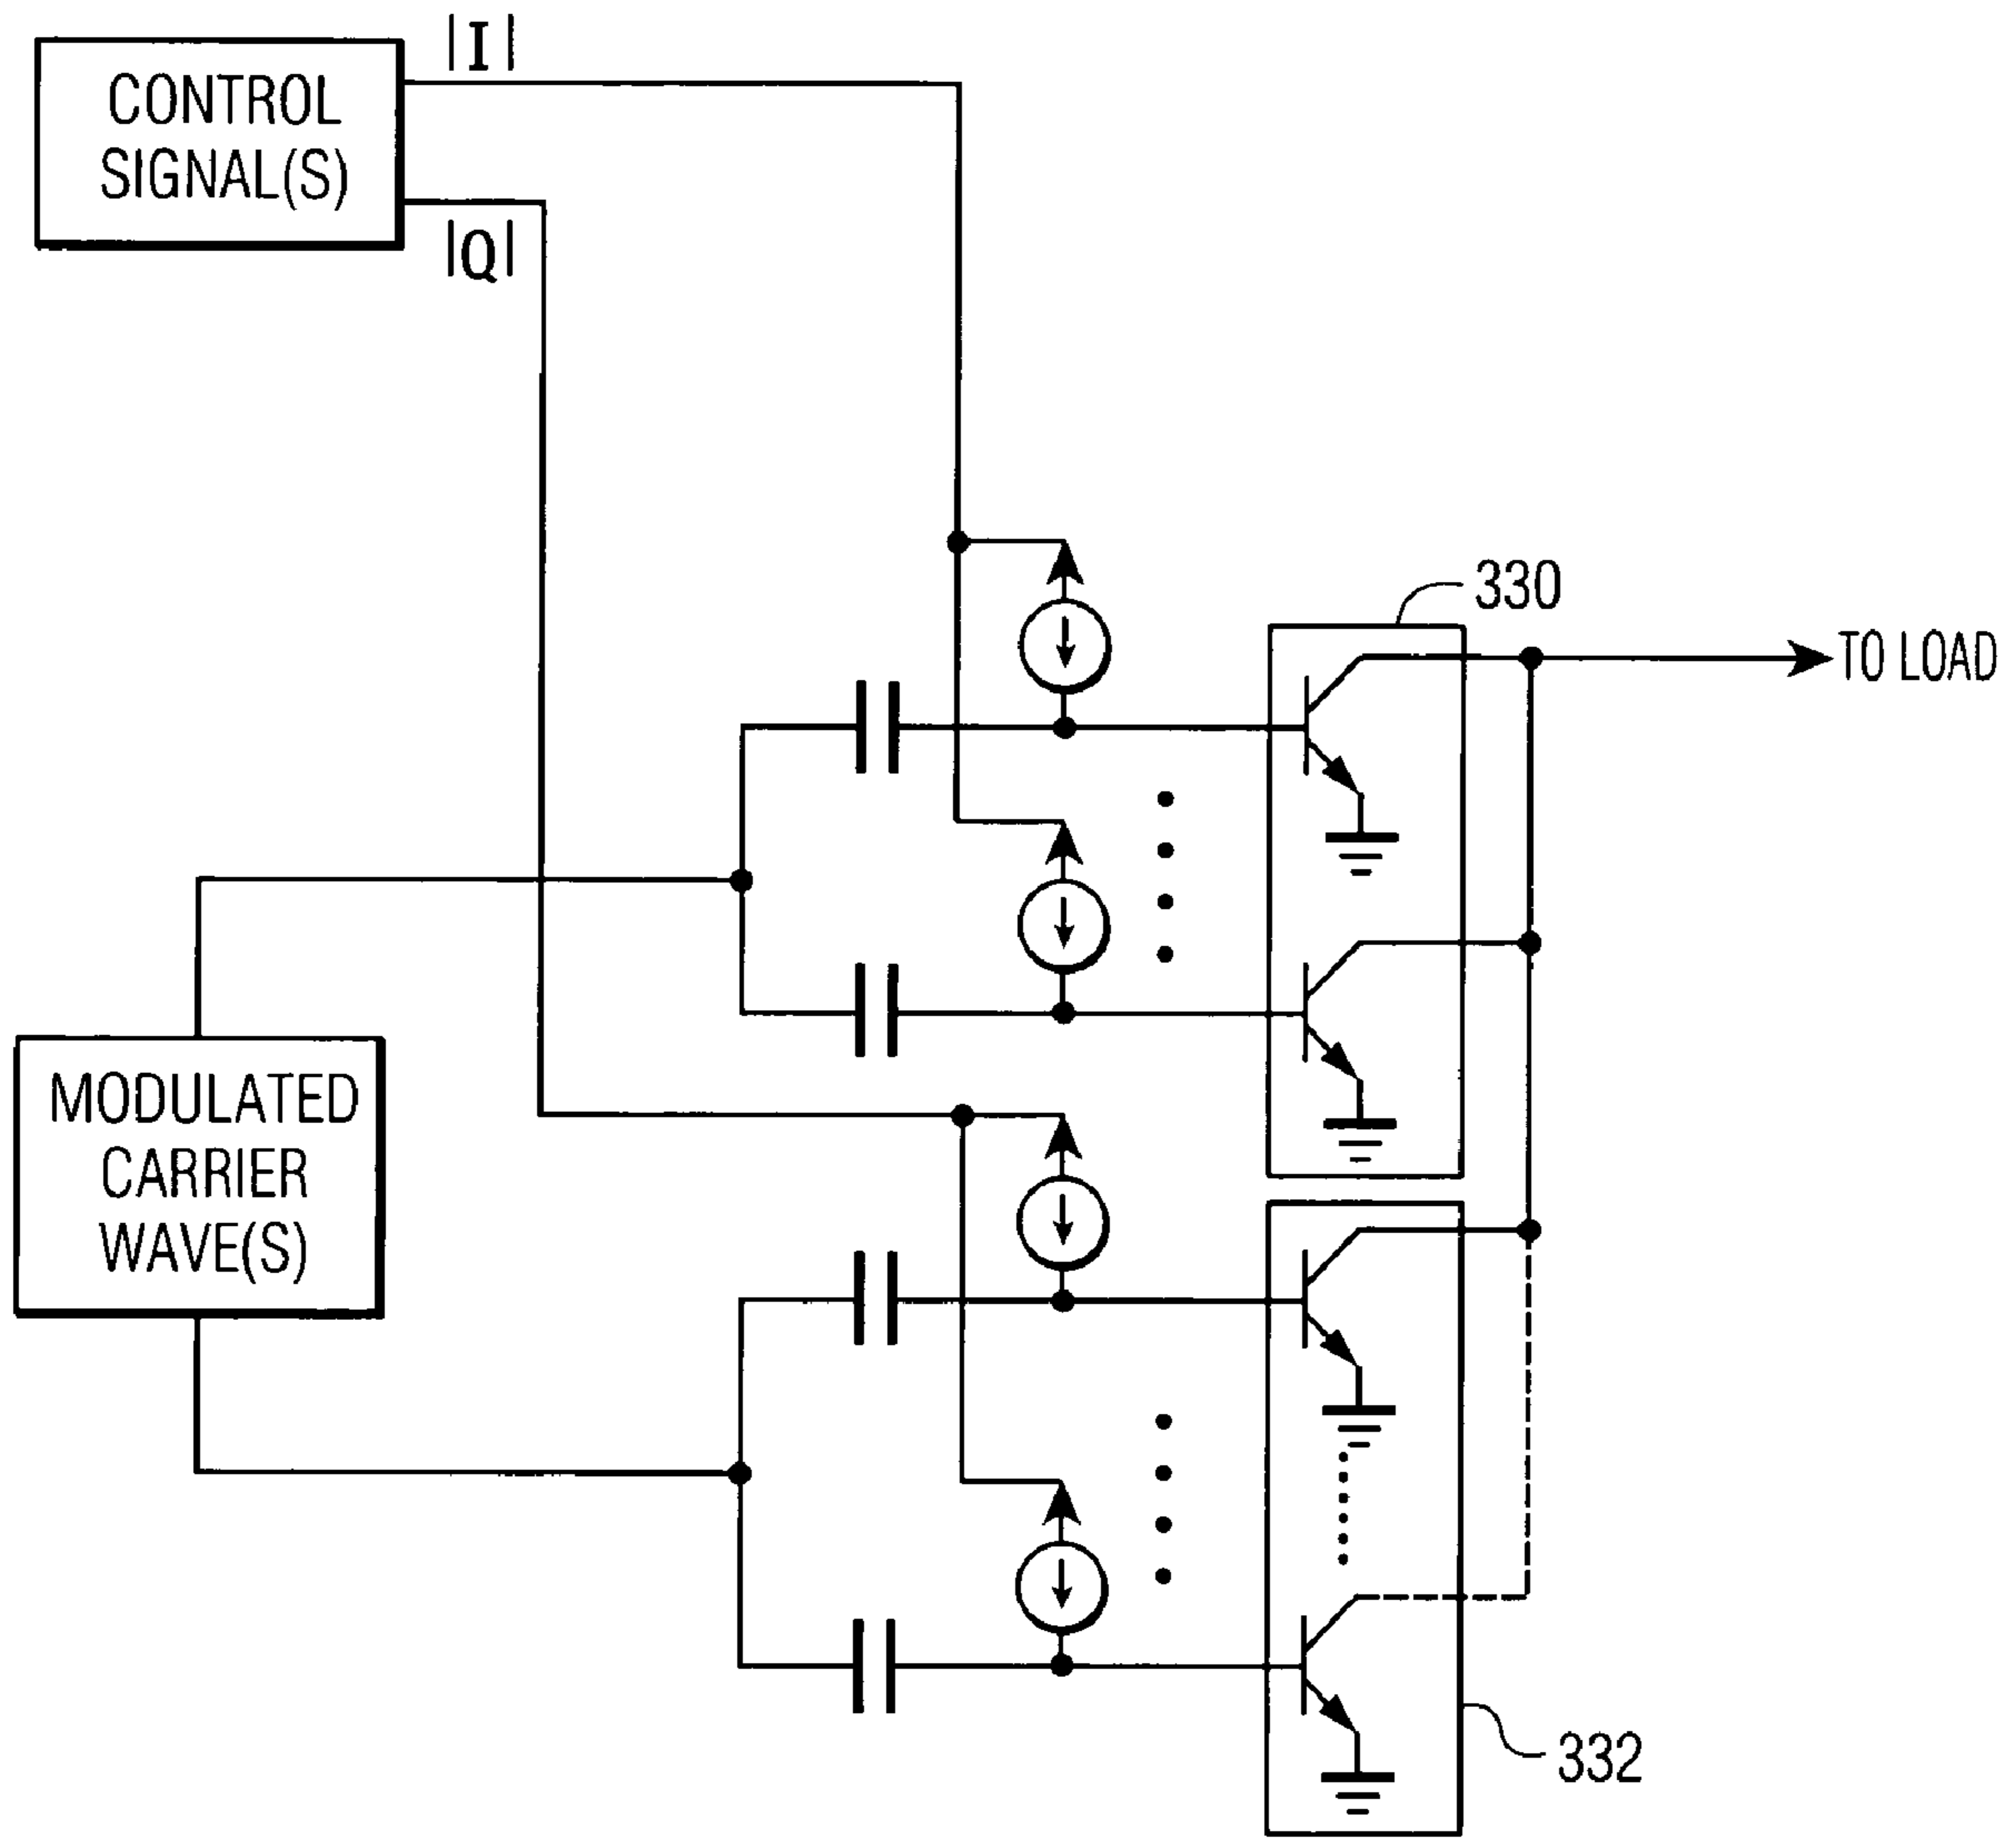 |I|
CONTROL
SIGNAL(S)
|Q|
330
TO LOAD
MODULATED
CARRIER
WAVE(S)
332